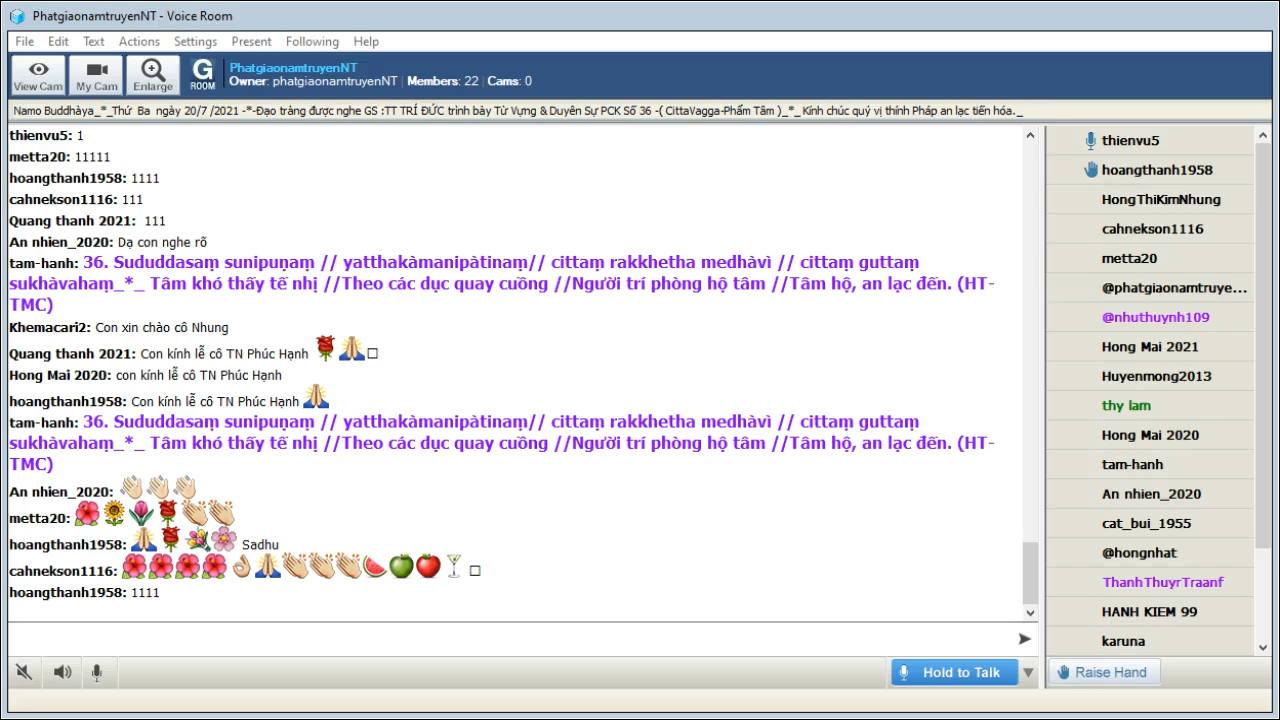 PhatgiaonamtruyenNT - Voice Room
File Edit Text Actions Settings Present Following Help
View Cam My Cam Enlarge G ROOM
PhatgiaonamtruyenNT
Owner: phatgiaonamtruyenNT | Members: 22 | Cams: 0
Namo Buddhàya_*_Thứ Ba ngày 20/7 /2021 -*-Đạo tràng được nghe GS :TT TRÍ ĐỨC trình bày Từ Vựng & Duyên Sự PCK Số 36 -( CittaVagga-Phẩm Tâm )_*_ Kính chúc quý vị thính Pháp an lạc tiến hóa._
thienvu5: 1
metta20: 11111
hoangthanh1958: 1111
cahnekson1116: 111
Quang thanh 2021: 111
An nhien_2020: Dạ con nghe rõ
tam-hanh: 36. Sududdasaṃ sunipuṇaṃ // yatthakàmanipàtinaṃ// cittaṃ rakkhetha medhàvì // cittaṃ guttaṃ
sukhàvahaṃ_*_ Tâm khó thấy tế nhị //Theo các dục quay cuồng //Người trí phòng hộ tâm //Tâm hộ, an lạc đến. (HT-
TMC)
Khemacari2: Con xin chào cô Nhung
Quang thanh 2021: Con kính lễ cô TN Phúc Hạnh 🌹🙏□
Hong Mai 2020: con kính lễ cô TN Phúc Hạnh
hoangthanh1958: Con kính lễ cô TN Phúc Hạnh 🙏
tam-hanh: 36. Sududdasaṃ sunipuṇaṃ // yatthakàmanipàtinaṃ// cittaṃ rakkhetha medhàvì // cittaṃ guttaṃ
sukhàvahaṃ_*_ Tâm khó thấy tế nhị //Theo các dục quay cuồng //Người trí phòng hộ tâm //Tâm hộ, an lạc đến. (HT-
TMC)
An nhien_2020: 👏👏👏
metta20: 🌺🌻🌷🌹👏👏
hoangthanh1958: 🙏🌹💐🌸 Sadhu
cahnekson1116: 🌺🌺🌺🌺👌🙏👏👏👏🍉🍏🍎🍸□
hoangthanh1958: 1111
thienvu5
hoangthanh1958
HongThiKimNhung
cahnekson1116
metta20
@phatgiaonamtruye...
@nhuthuynh109
Hong Mai 2021
Huyenmong2013
thy lam
Hong Mai 2020
tam-hanh
An nhien_2020
cat_bui_1955
@hongnhat
ThanhThuyrTraanf
HANH KIEM 99
karuna
Hold to Talk
Raise Hand